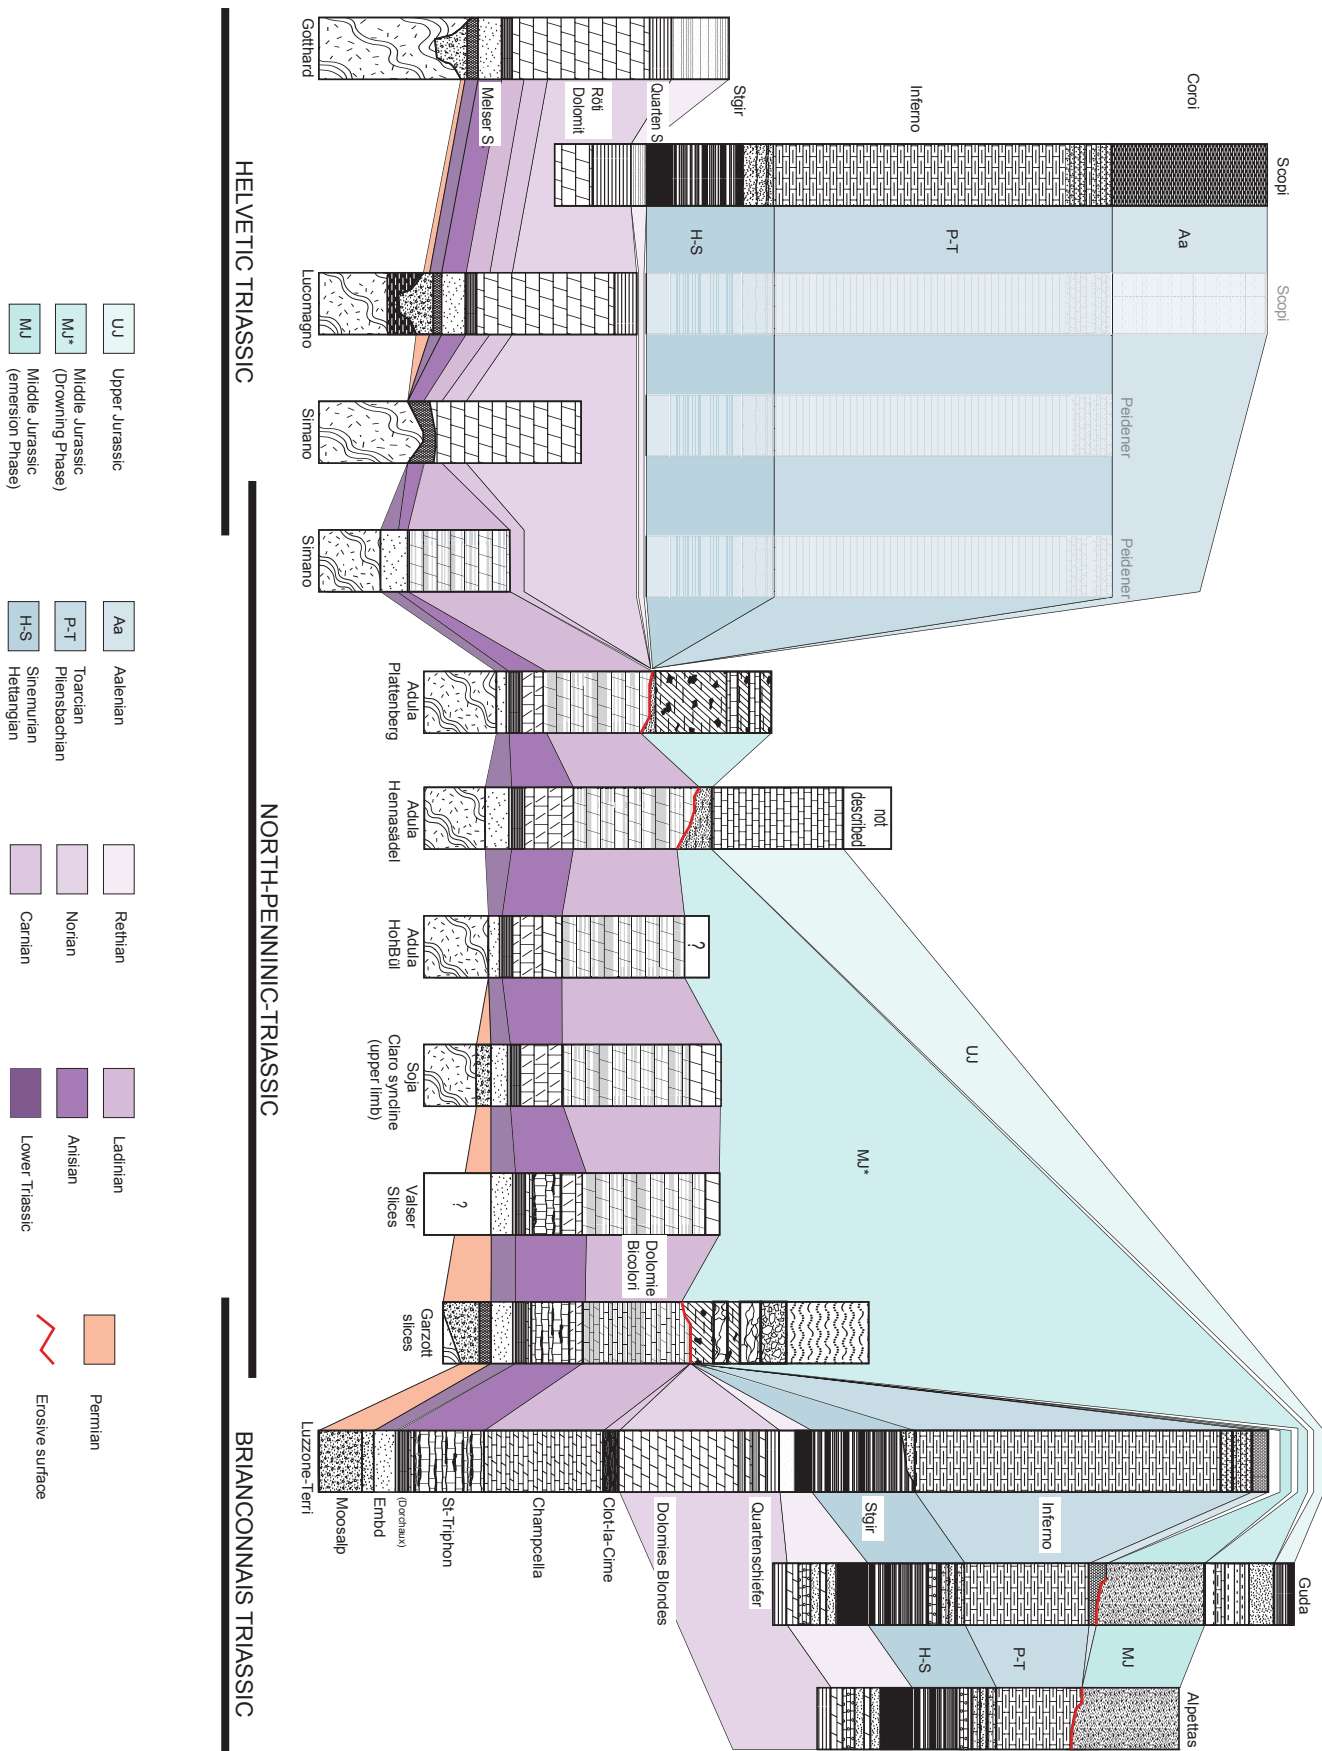 Gotthard
Scopi
Scopi
Lucomagno
Simano
Peidener
Simano
Peidener
Adula
Plattenberg
Adula
Hennasädel
Adula
HohBül
Soja
Claro syncline
(upper limb)
Valser
Slices
Garzott
slices
Luzzone-Terri
Guda
Alpettas
Coroi
Inferno
Stgir
Quarten S
Röti
Dolomit
Melser S
Aa
P-T
H-S
not
described
?
?
UJ
MJ*
Dolomie
Bicolori
Moosalp
Embd
(Dorchaux)
St-Triphon
Champcella
Clot-la-Cime
Dolomies Blondes
Quartenschiefer
Stgir
Inferno
MJ
P-T
H-S
HELVETIC TRIASSIC
NORTH-PENNINIC-TRIASSIC
BRIANCONNAIS TRIASSIC
UJ
Upper Jurassic
MJ*
Middle Jurassic
(Drowning Phase)
MJ
Middle Jurassic
(emersion Phase)
Aa
Aalenian
P-T
Toarcian
Pliensbachian
H-S
Sinemurian
Hettangian
Rethian
Norian
Carnian
Ladinian
Anisian
Lower Triassic
Permian
Erosive surface